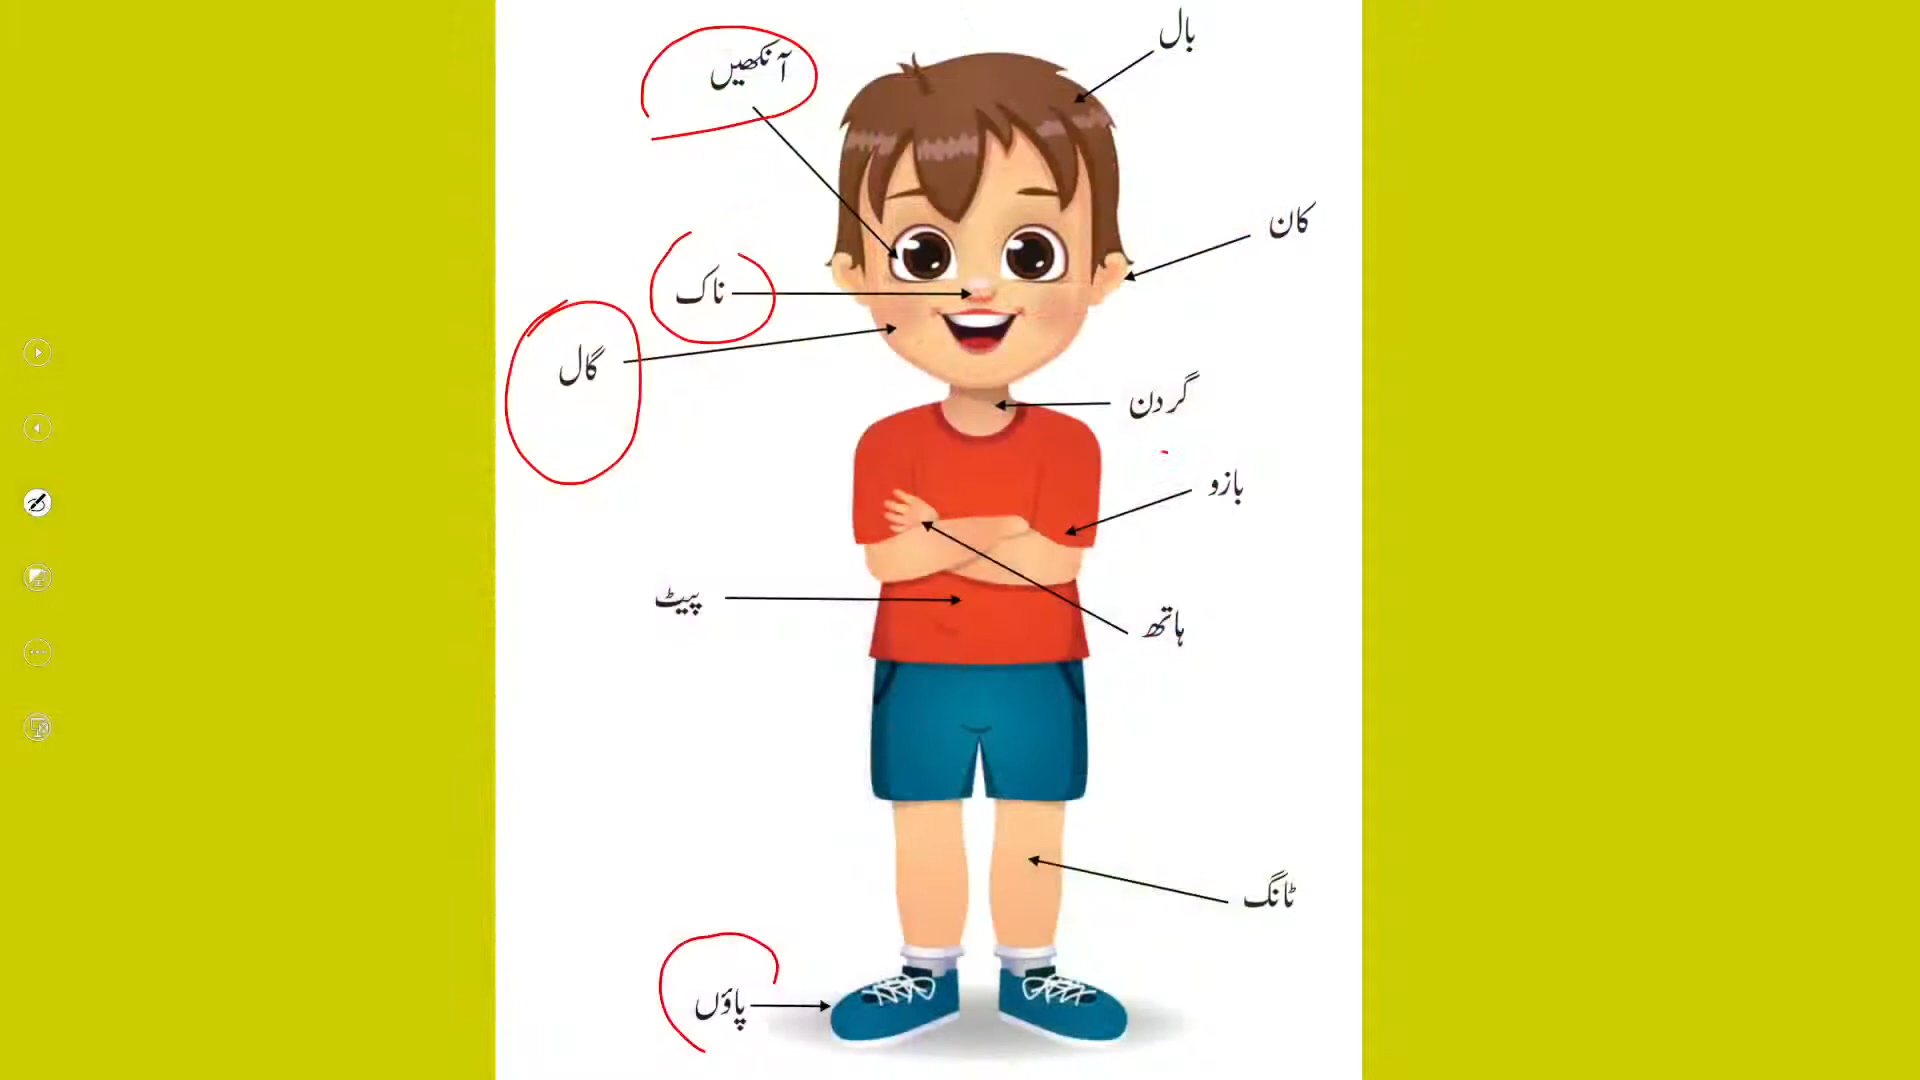 بال
آنکھیں
کان
ناک
گال
گردن
بازو
پیٹ
ہاتھ
ٹانگ
پاؤں